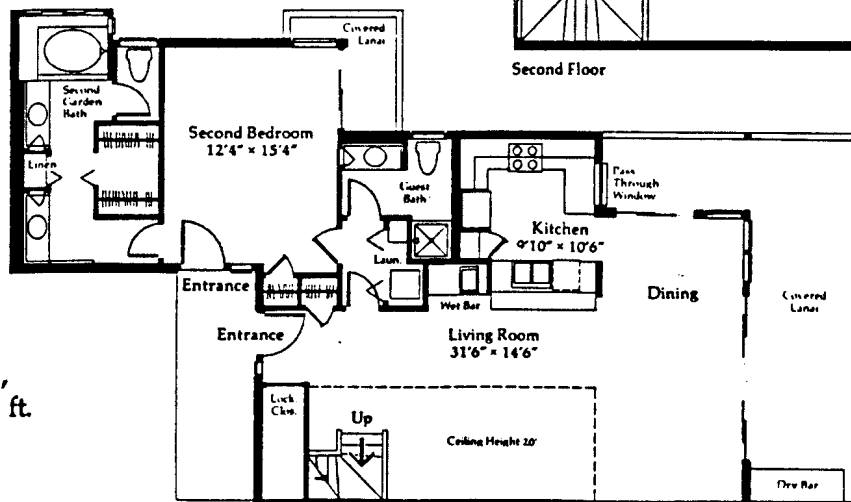 Covered
Lanai
Second Floor
Second
Garden
Bath
Second Bedroom
12'4" × 15'4"
Linen
Guest
Bath
Pass
Through
Window
Kitchen
9'10" × 10'6"
Laun.
Entrance
Dining
Covered
Lanai
Wet Bar
Entrance
Living Room
31'6" × 14'6"
Lock
Clos.
' ft.
Up
Ceiling Height 20'
Dry Bar